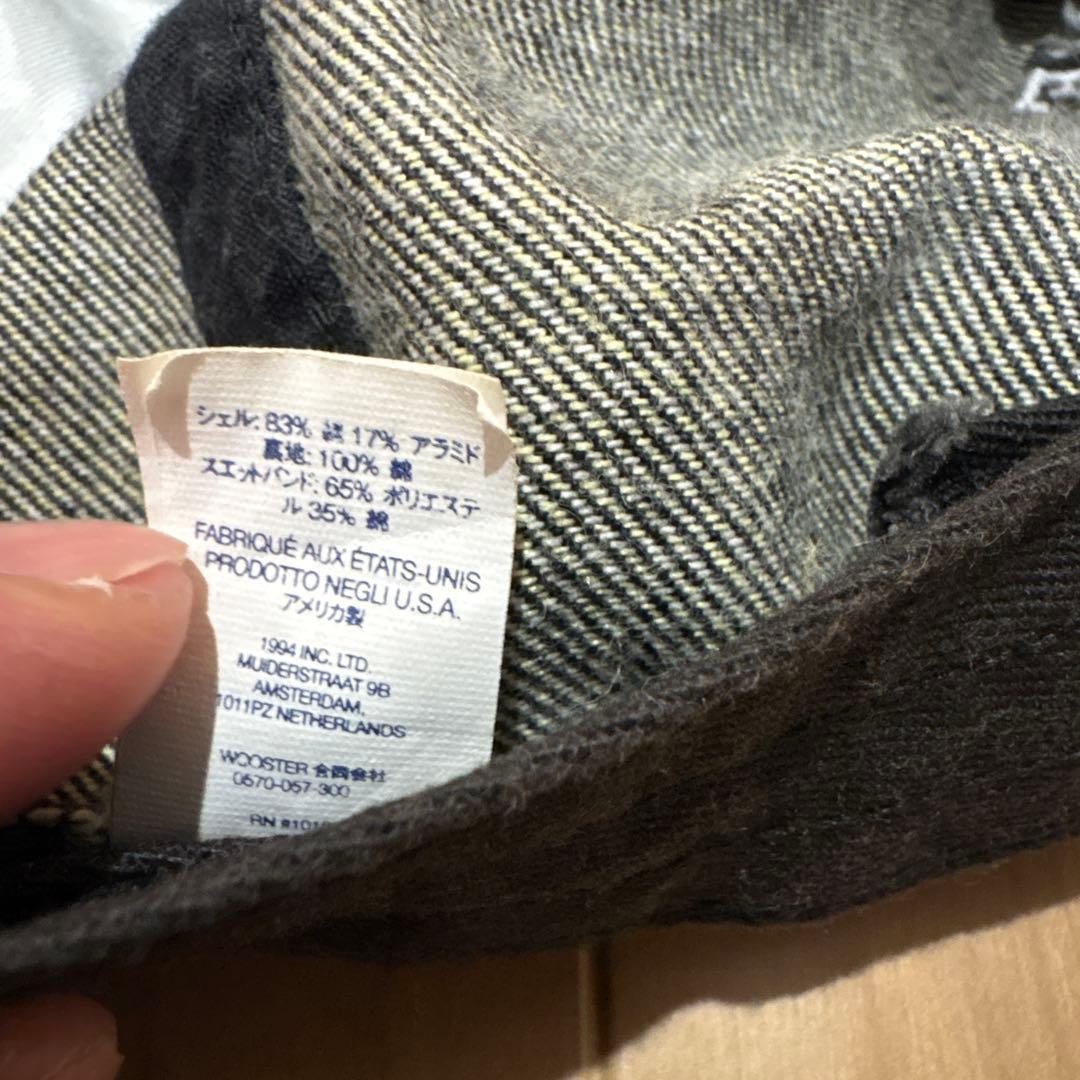 シェル: 83% 綿 17% アラミド
裏地: 100% 綿
スエットバンド: 65% ポリエステ
ル 35% 綿
FABRIQUÉ AUX ÉTATS-UNIS
PRODOTTO NEGLI U.S.A.
アメリカ製
1994 INC. LTD.
MUIDERSTRAAT 9B
AMSTERDAM,
1011PZ NETHERLANDS
WOOSTER 合同会社
0570-057-300
RN